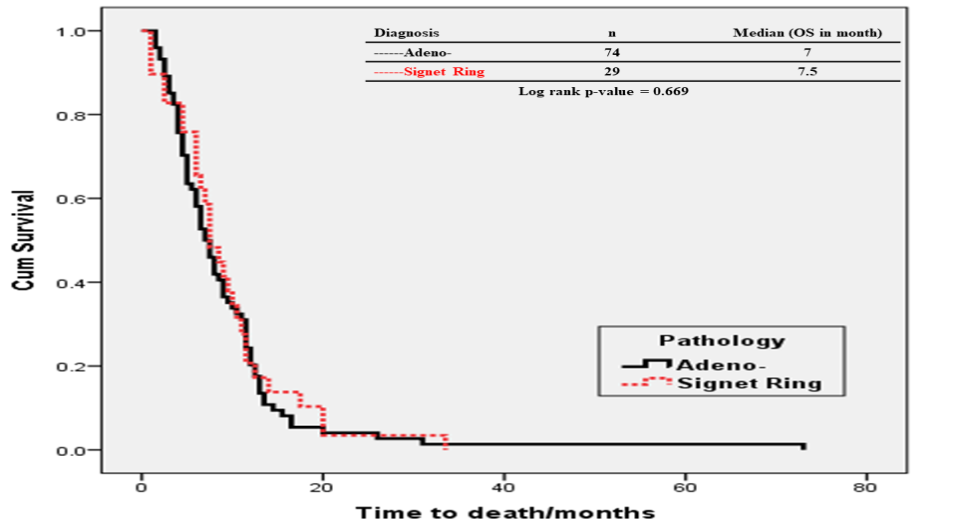 Diagnosis n Median (OS in month)
------Adeno- 74 7
------Signet Ring 29 7.5
Log rank p-value = 0.669
1.0
0.8
0.6
0.4
0.2
0.0
Cum Survival
Pathology
Adeno-
Signet Ring
0 20 40 60 80
Time to death/months